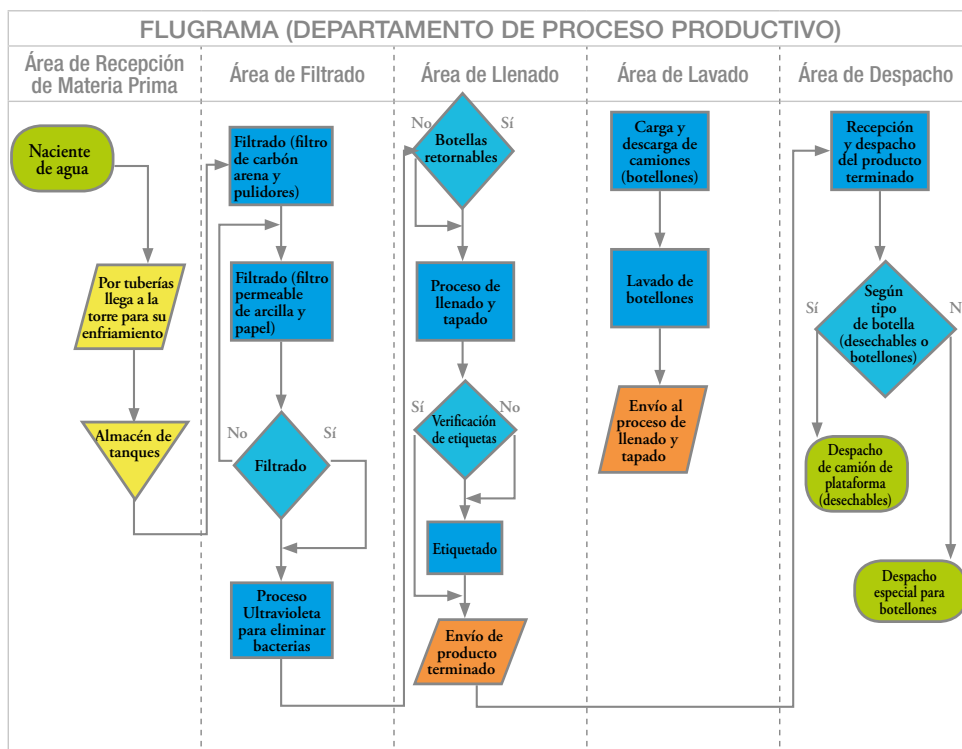 FLUGRAMA (DEPARTAMENTO DE PROCESO PRODUCTIVO)
Área de Recepción
de Materia Prima
Naciente
de agua
Por tuberías
llega a la
torre para su
enfriamiento
Almacén de
tanques
Área de Filtrado
Filtrado (filtro
de carbón
arena y
pulidores)
Filtrado (filtro
permeable
de arcilla y
papel)
No
Sí
Filtrado
Proceso
Ultravioleta
para eliminar
bacterias
Área de Llenado
No
Sí
Botellas
retornables
Proceso de
llenado y
tapado
Sí
No
Verificación
de etiquetas
Etiquetado
Envío de
producto
terminado
Área de Lavado
Carga y
descarga de
camiones
(botellones)
Lavado de
botellones
Envío al
proceso de
llenado y
tapado
Área de Despacho
Recepción
y despacho
del producto
terminado
Sí
N
Según
tipo
de botella
(desechables o
botellones)
Despacho
de camión de
plataforma
(desechables)
Despacho
especial para
botellones